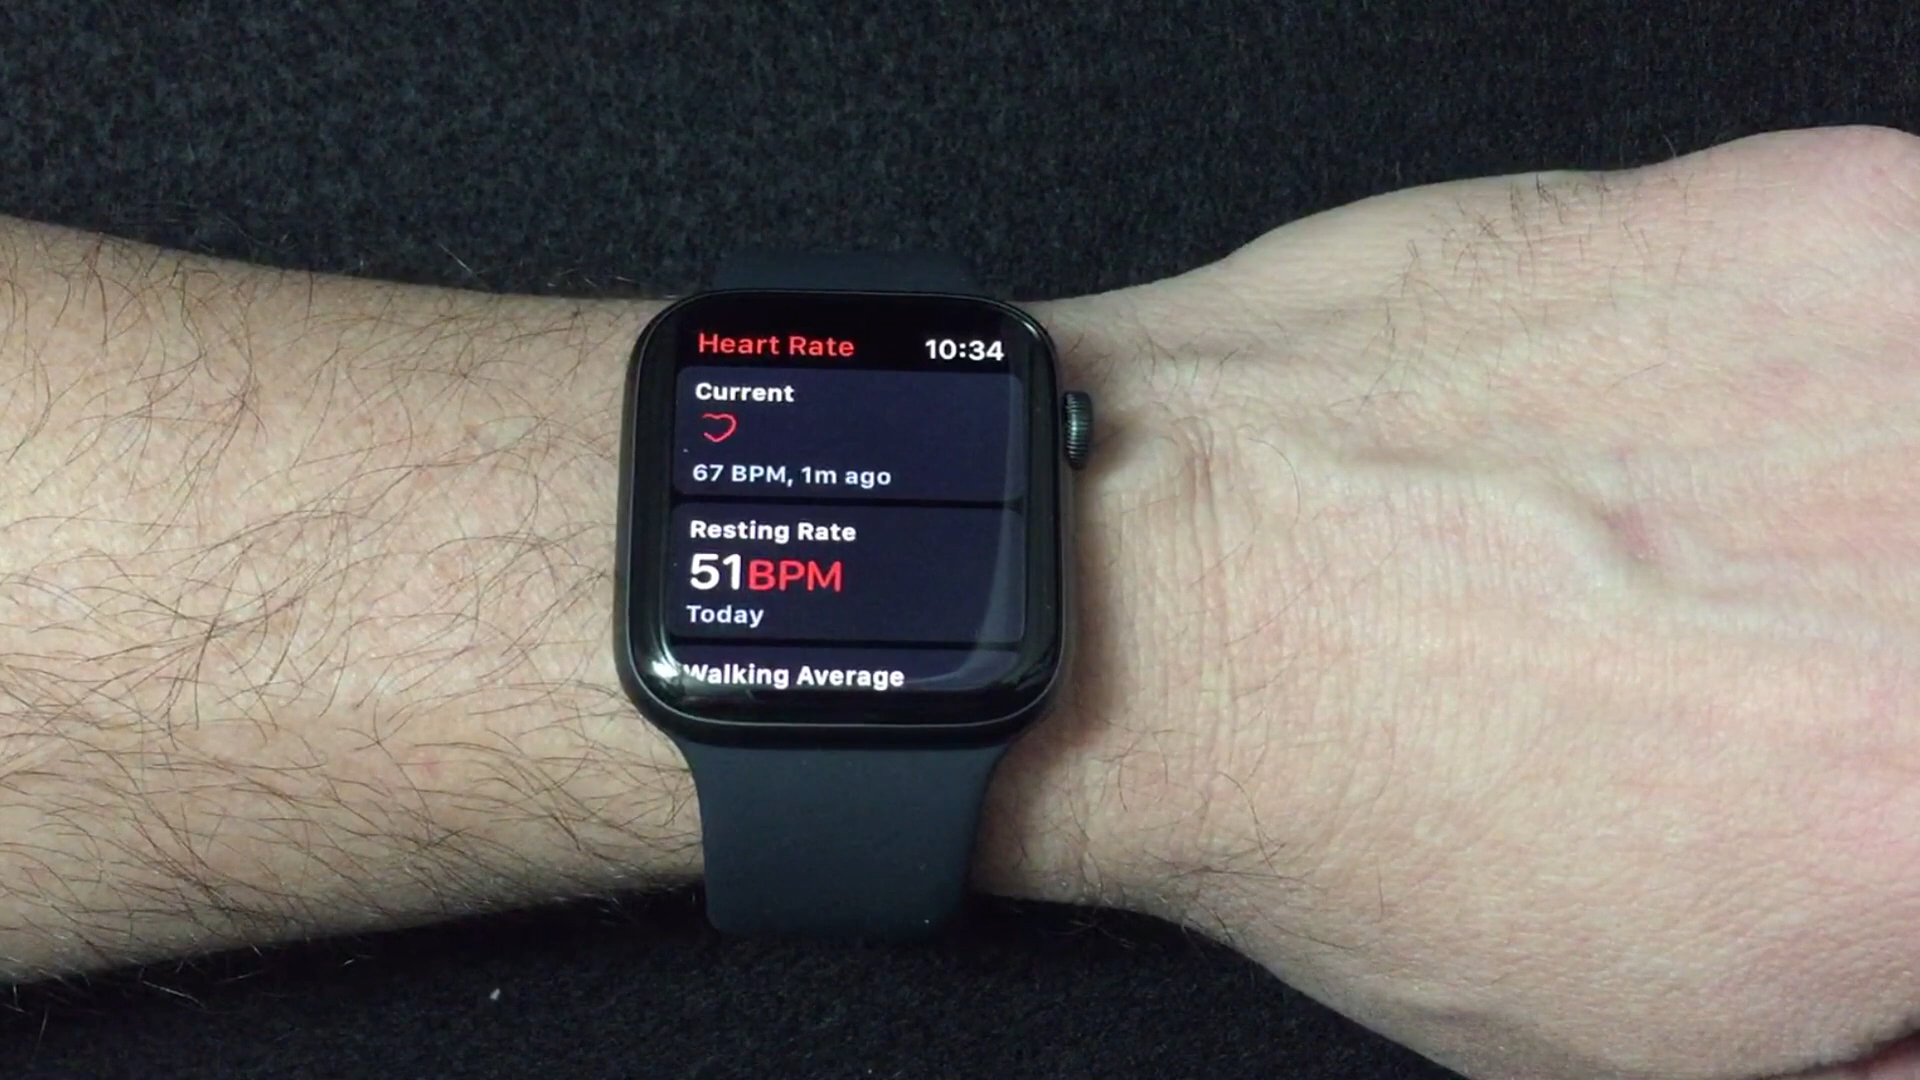 Heart Rate 10:34
Current
67 BPM, 1m ago
Resting Rate
51BPM
Today
Walking Average